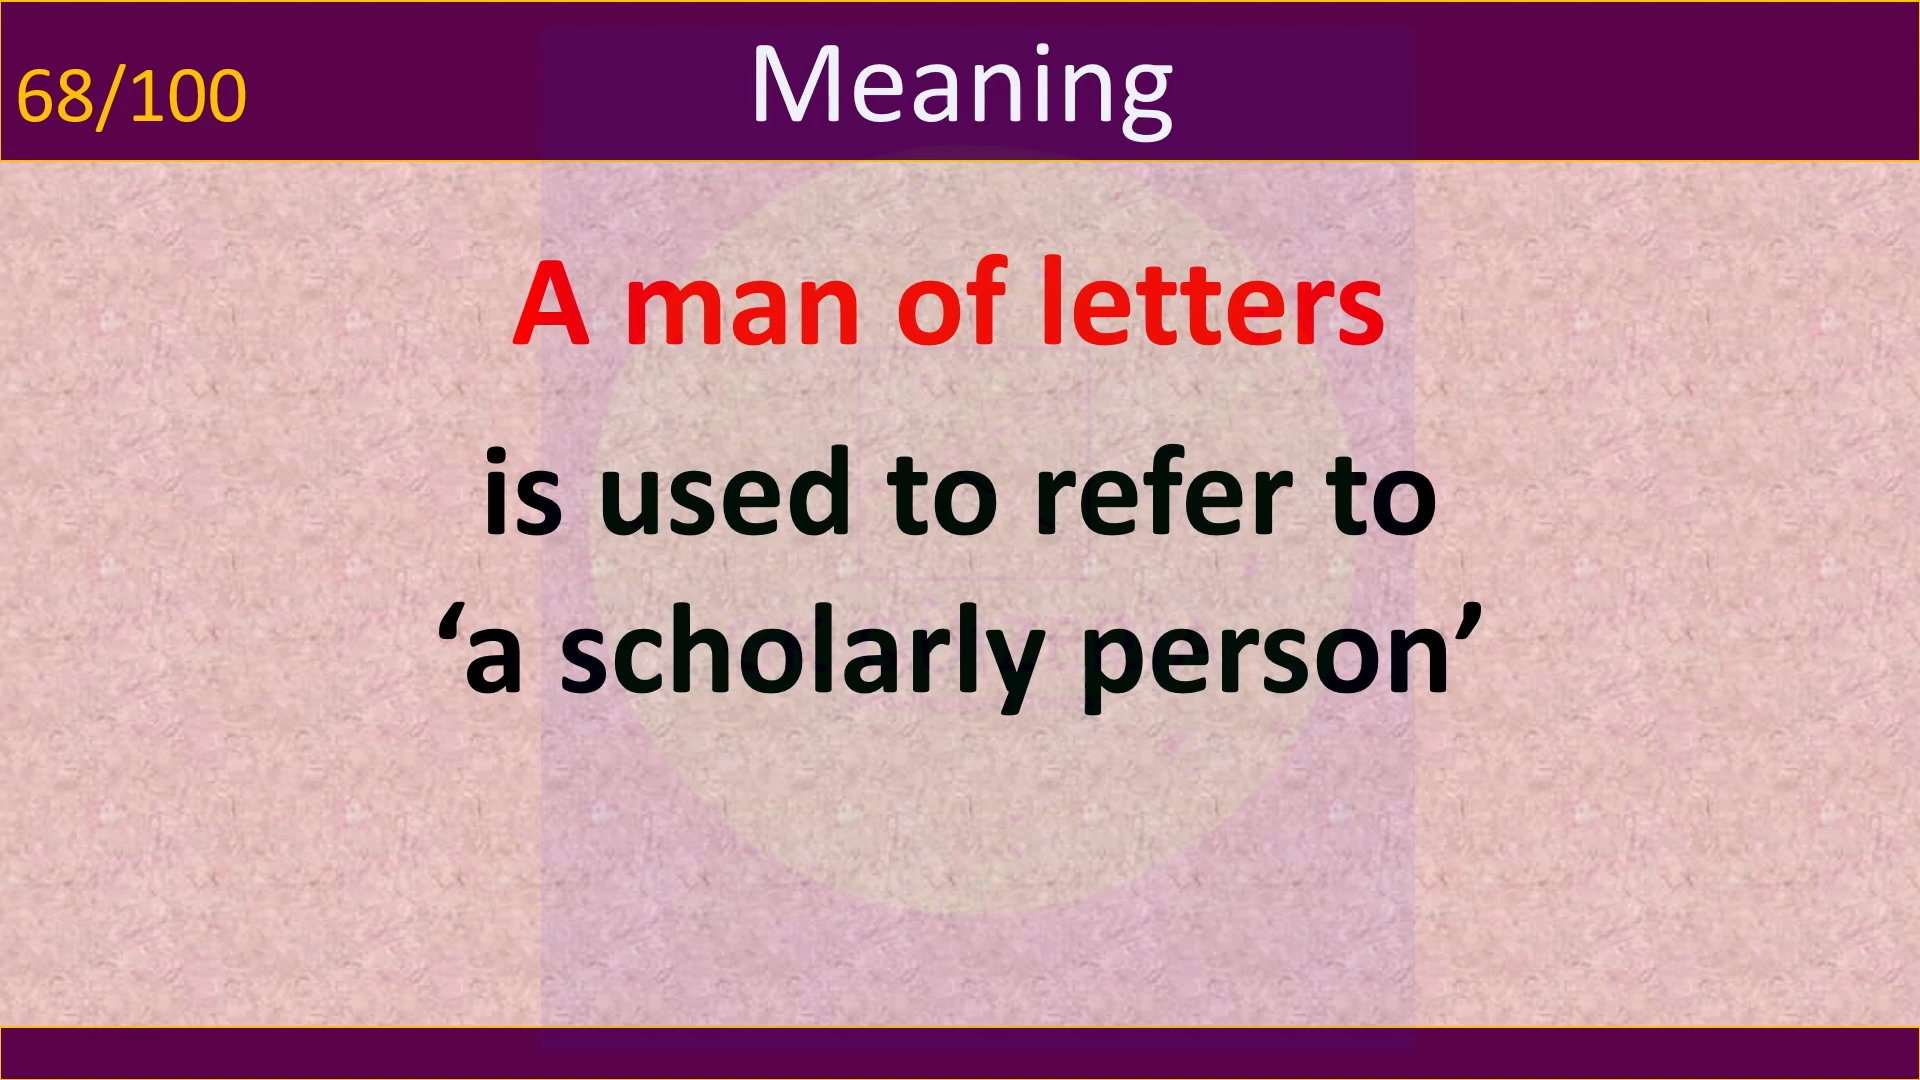 68/100
Meaning
A man of letters
is used to refer to
‘a scholarly person’